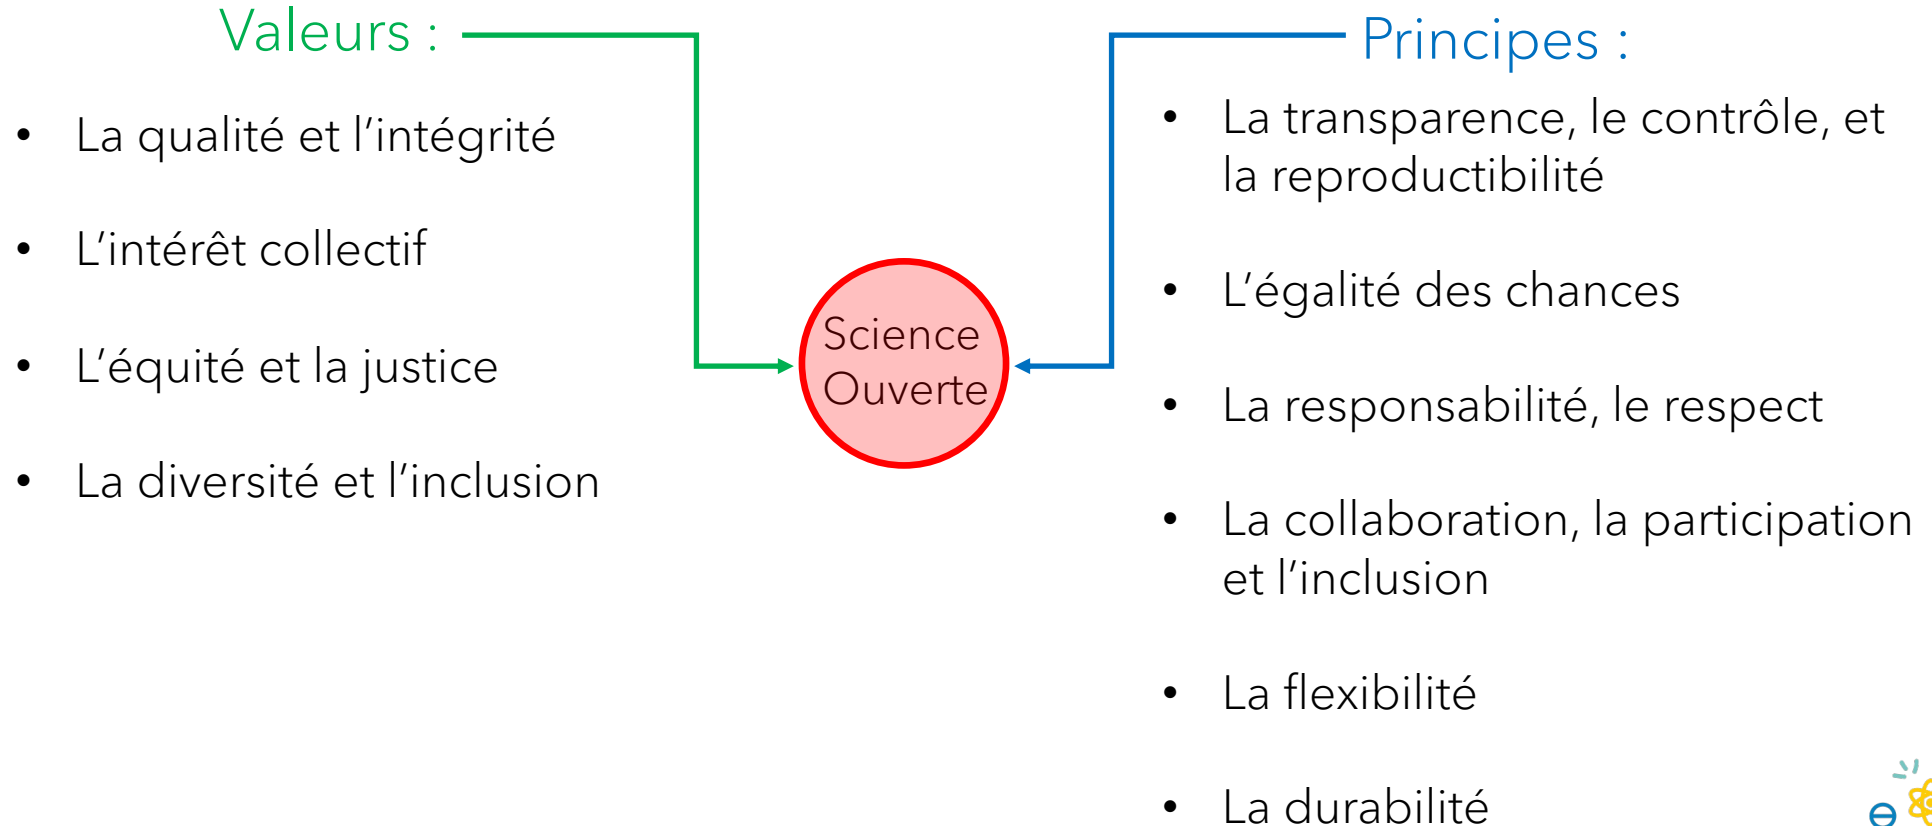 Valeurs :
• La qualité et l’intégrité
• L’intérêt collectif
• L’équité et la justice
• La diversité et l’inclusion
Science
Ouverte
Principes :
• La transparence, le contrôle, et
la reproductibilité
• L’égalité des chances
• La responsabilité, le respect
• La collaboration, la participation
et l’inclusion
• La flexibilité
• La durabilité